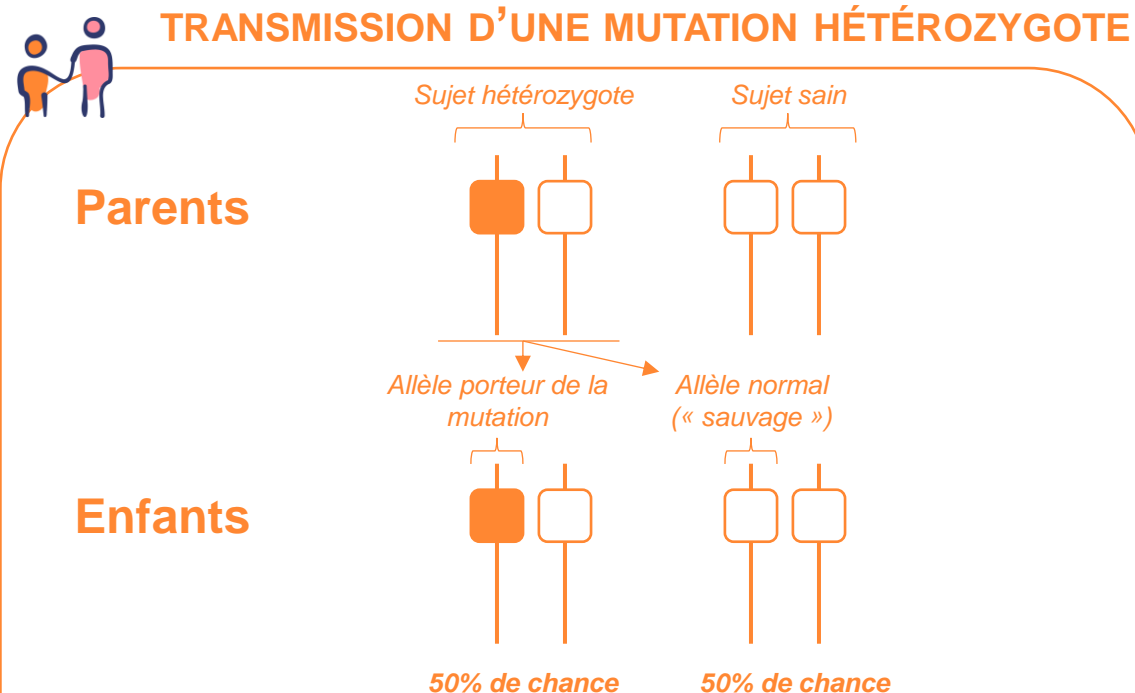 TRANSMISSION D’UNE MUTATION HÉTÉROZYGOTE
Sujet hétérozygote
Sujet sain
Parents
Allèle porteur de la
mutation
Allèle normal
(« sauvage »)
Enfants
50% de chance
50% de chance